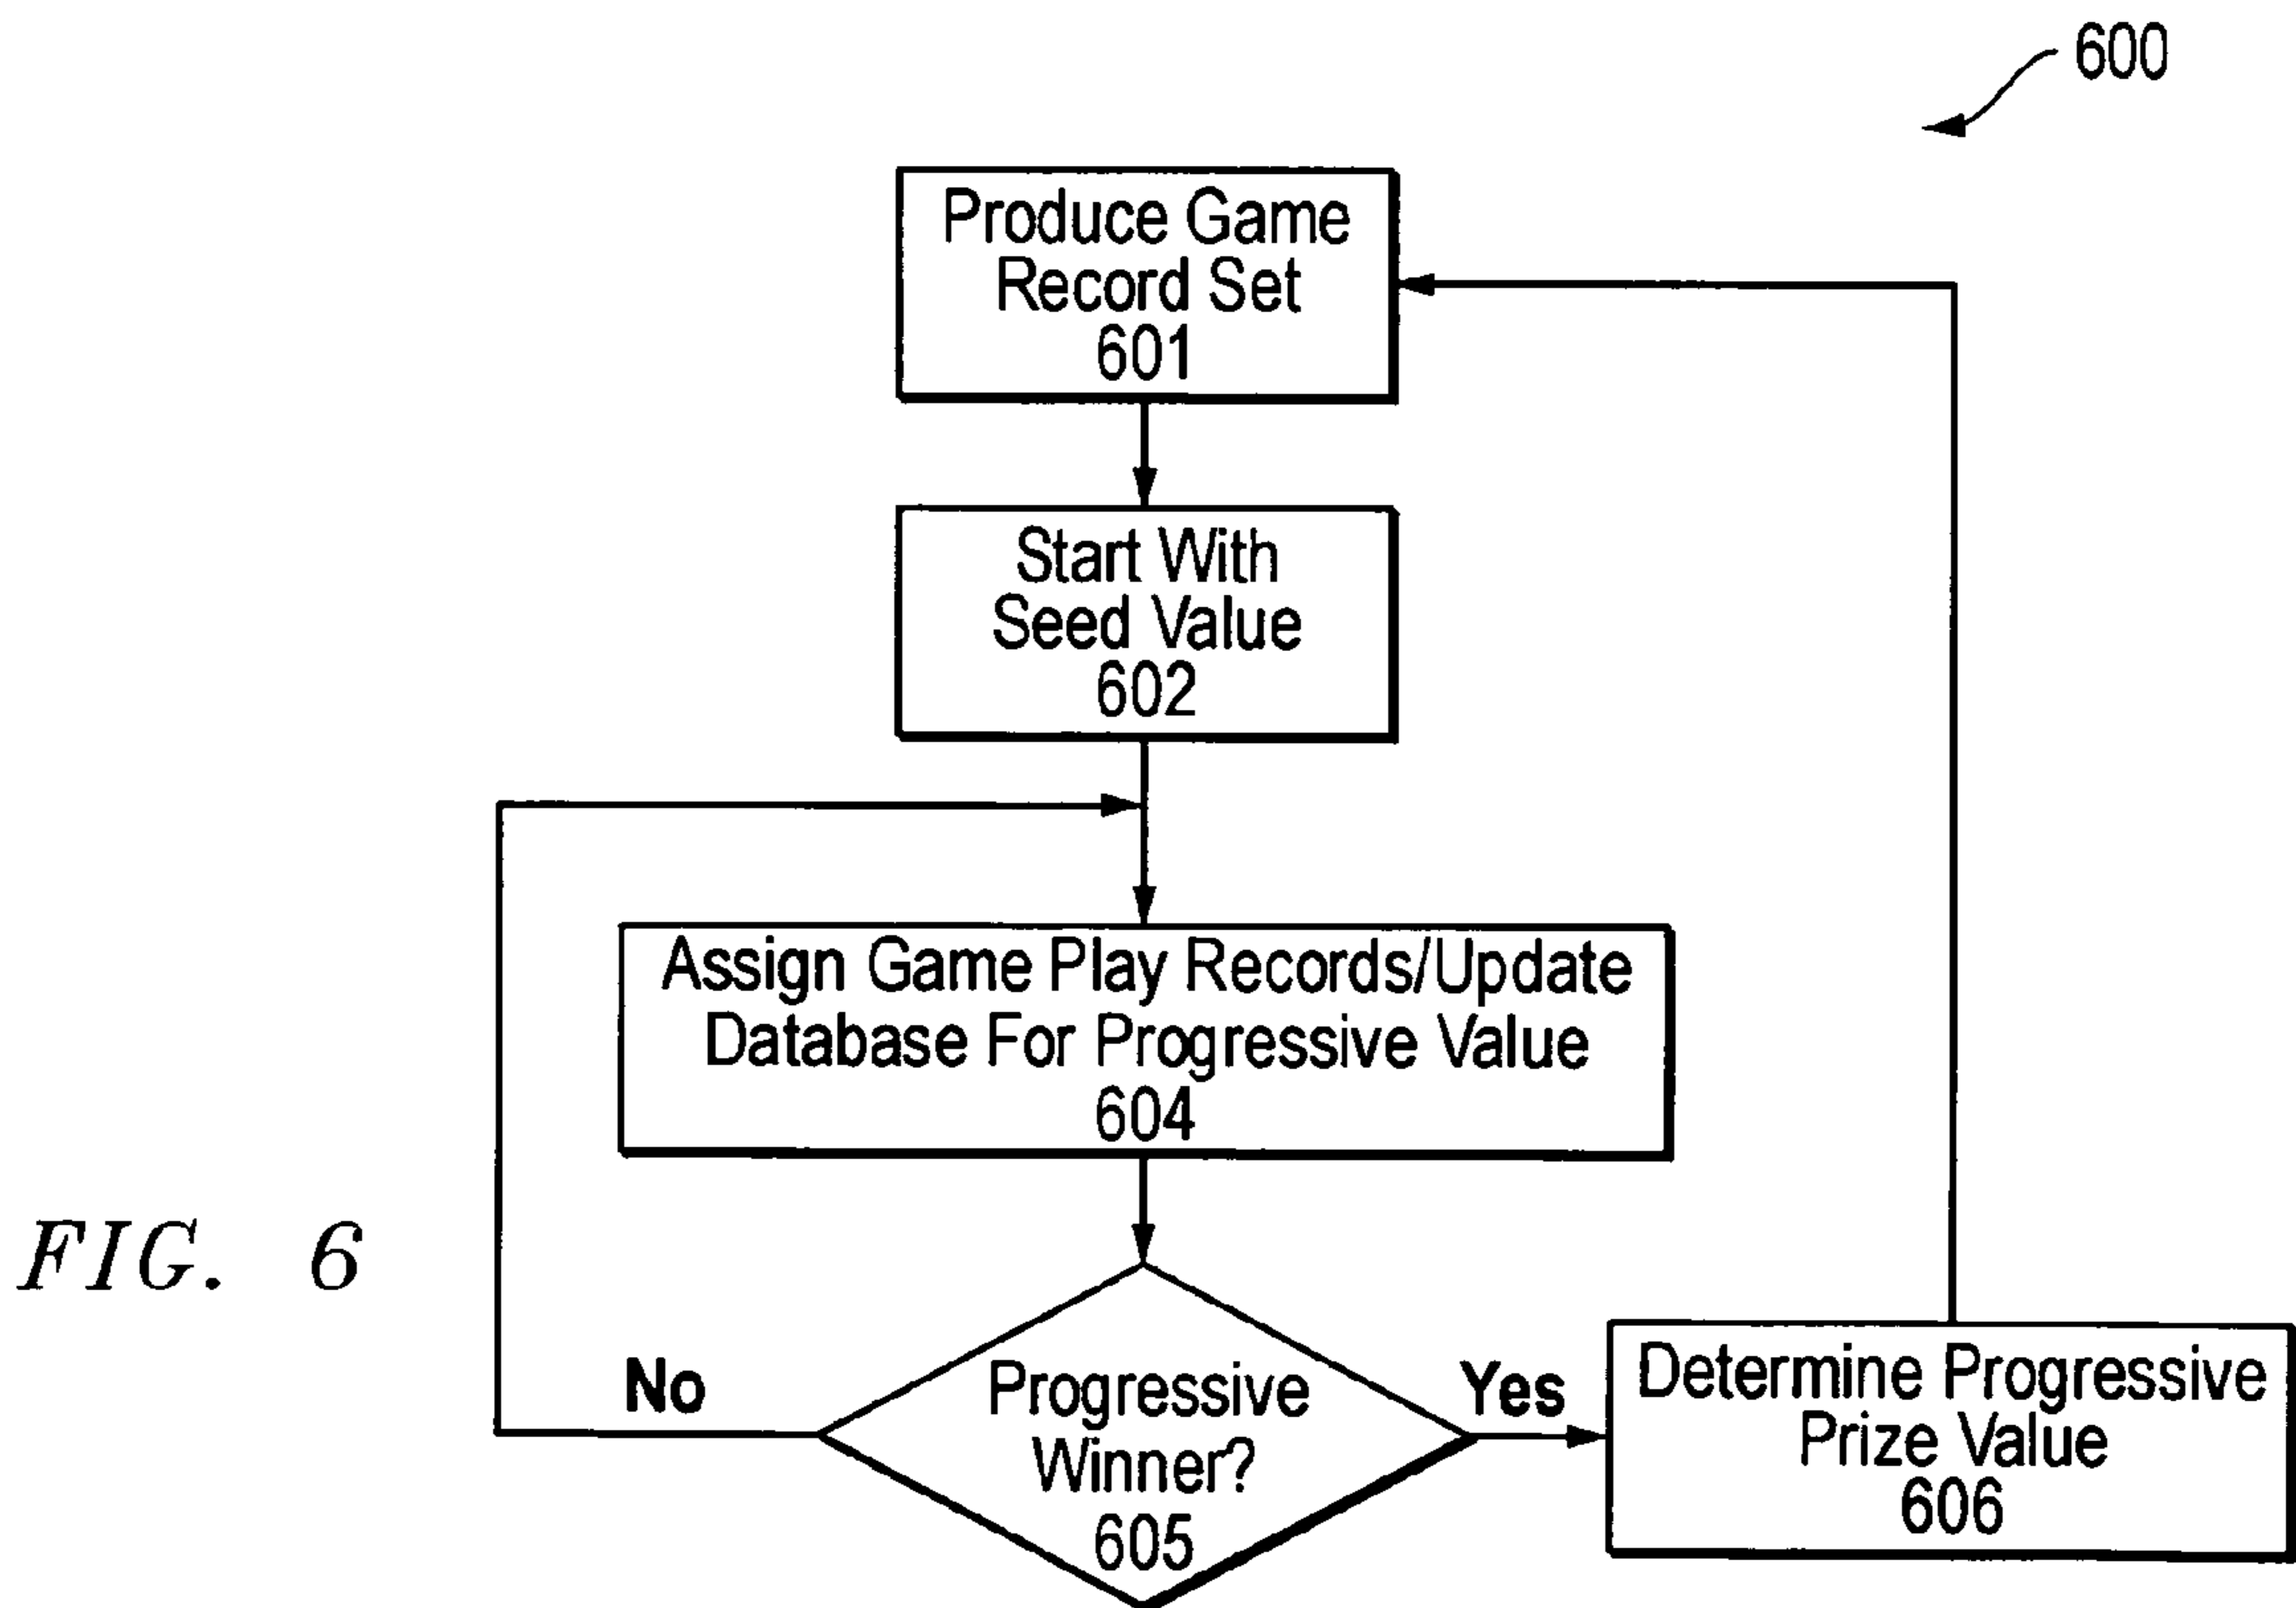 600
Produce Game
Record Set
601
Start With
Seed Value
602
Assign Game Play Records/Update
Database For Progressive Value
604
FIG. 6
No
Progressive
Winner?
605
Yes
Determine Progressive
Prize Value
606